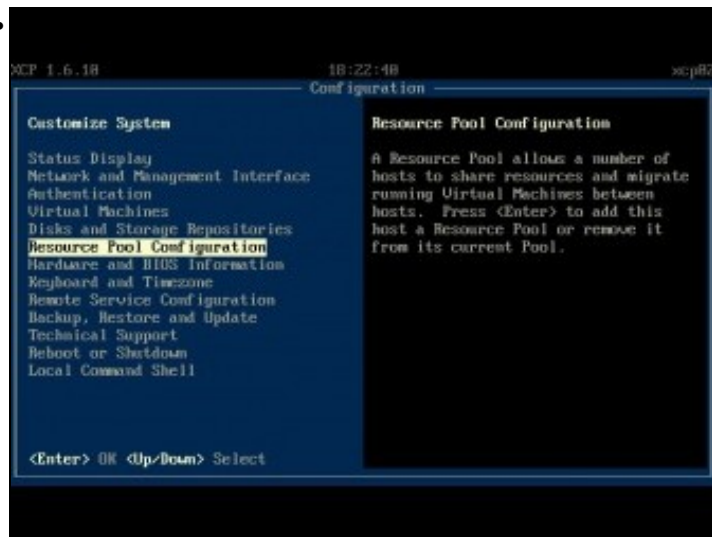 XCP 1.6.10 18:22:40 xcp02
Configuration
Customize System
Status Display
Network and Management Interface
Authentication
Virtual Machines
Disks and Storage Repositories
Resource Pool Configuration
Hardware and BIOS Information
Keyboard and Timezone
Remote Service Configuration
Backup, Restore and Update
Technical Support
Reboot or Shutdown
Local Command Shell
<Enter> OK <Up/Down> Select
Resource Pool Configuration
A Resource Pool allows a number of
hosts to share resources and migrate
running Virtual Machines between
hosts. Press <Enter> to add this
host a Resource Pool or remove it
from its current Pool.